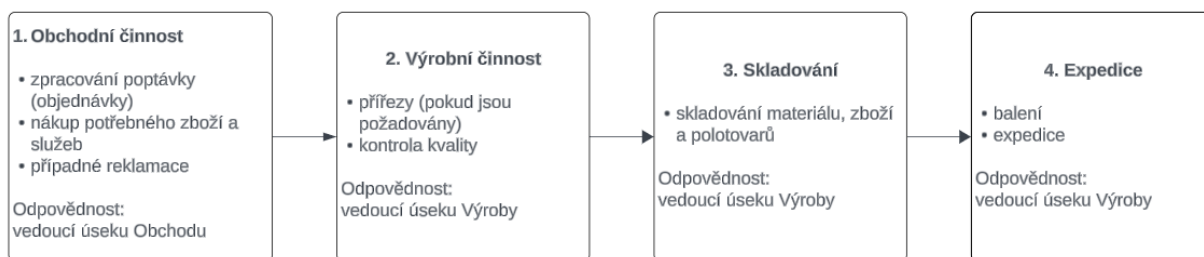 1. Obchodní činnost
• zpracování poptávky
(objednávky)
• nákup potřebného zboží a
služeb
• případné reklamace
Odpovědnost:
vedoucí úseku Obchodu
2. Výrobní činnost
• přířezy (pokud jsou
požadovány)
• kontrola kvality
Odpovědnost:
vedoucí úseku Výroby
3. Skladování
• skladování materiálu, zboží
a polotovarů
Odpovědnost:
vedoucí úseku Výroby
4. Expedice
• balení
• expedice
Odpovědnost:
vedoucí úseku Výroby